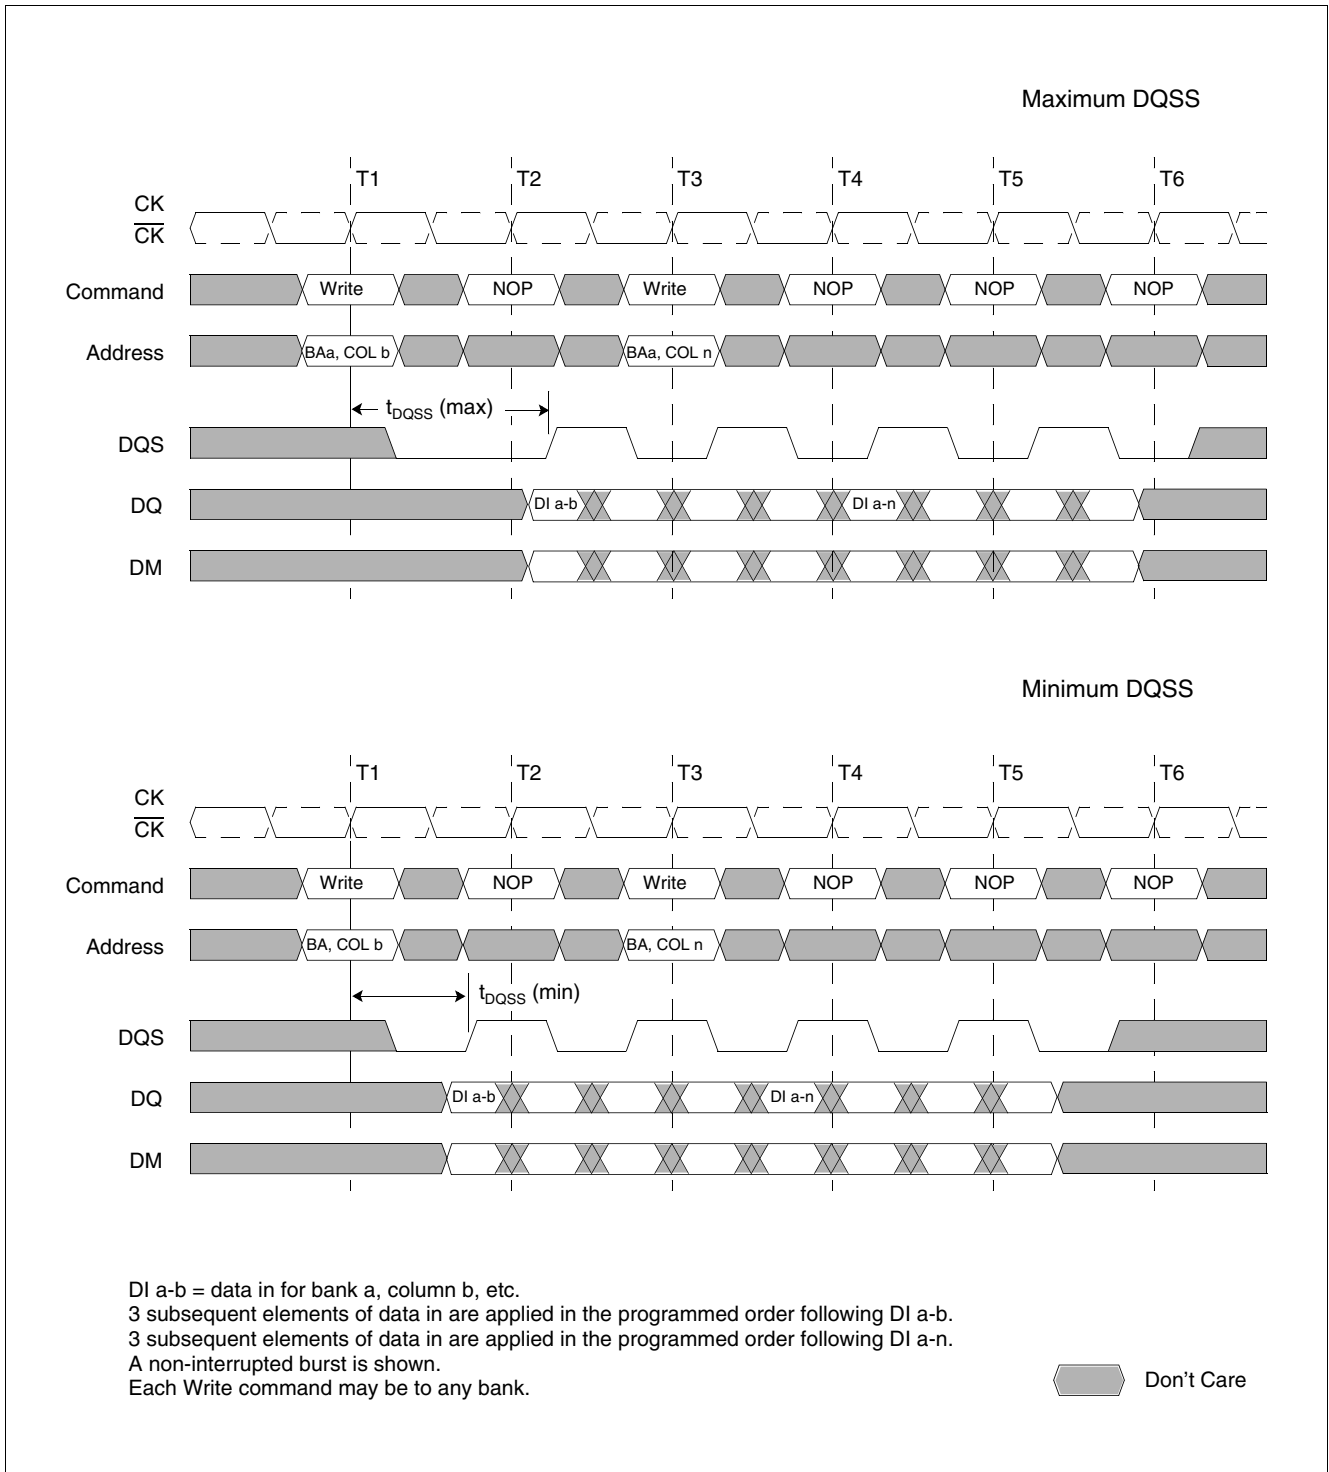 Maximum DQSS
T1 T2 T3 T4 T5 T6
CK
CK
Command Write NOP Write NOP NOP NOP
Address BAa, COL b BAa, COL n
tDQSS (max)
DQS
DQ DI a-b DI a-n
DM
Minimum DQSS
T1 T2 T3 T4 T5 T6
CK
CK
Command Write NOP Write NOP NOP NOP
Address BA, COL b BA, COL n
tDQSS (min)
DQS
DQ DI a-b DI a-n
DM
DI a-b = data in for bank a, column b, etc.
3 subsequent elements of data in are applied in the programmed order following DI a-b.
3 subsequent elements of data in are applied in the programmed order following DI a-n.
A non-interrupted burst is shown.
Each Write command may be to any bank.
Don't Care